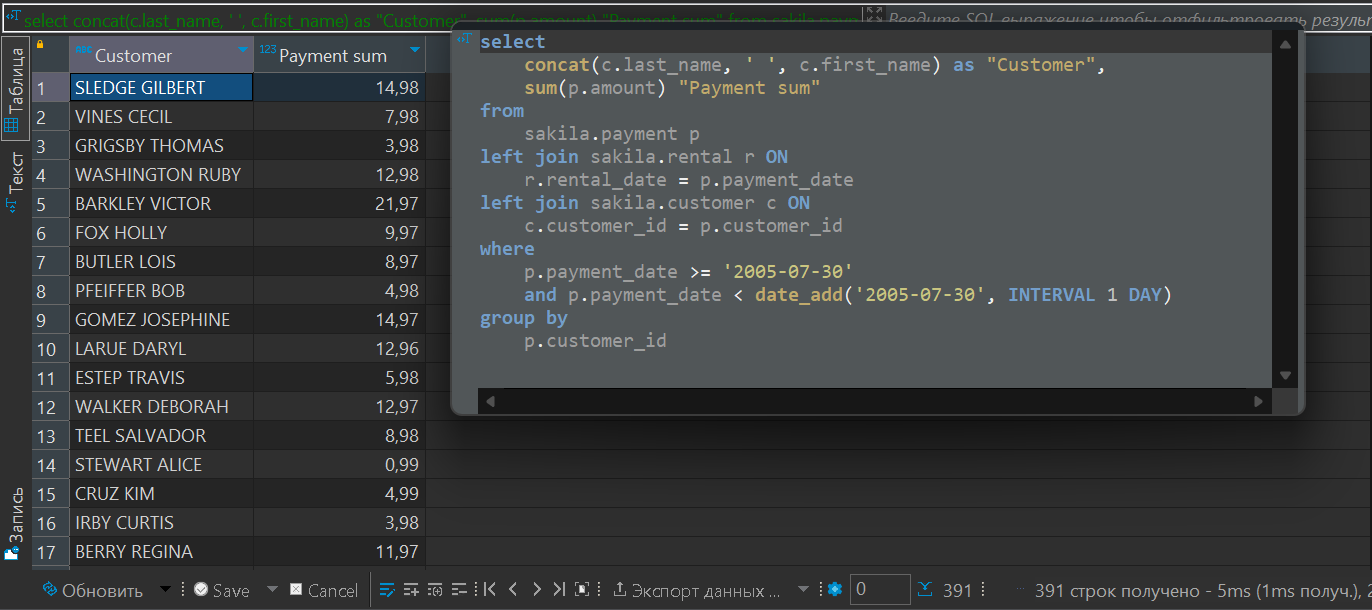 select concat(c.last_name, ' ', c.first_name) as "Customer", sum(p.amount) "Payment sum" from sakila.paym
Введите SQL выражение чтобы отфильтровать результ
Таблица
Текст
Запись
Customer Payment sum
1 SLEDGE GILBERT 14,98
2 VINES CECIL 7,98
3 GRIGSBY THOMAS 3,98
4 WASHINGTON RUBY 12,98
5 BARKLEY VICTOR 21,97
6 FOX HOLLY 9,97
7 BUTLER LOIS 8,97
8 PFEIFFER BOB 4,98
9 GOMEZ JOSEPHINE 14,97
10 LARUE DARYL 12,96
11 ESTEP TRAVIS 5,98
12 WALKER DEBORAH 12,97
13 TEEL SALVADOR 8,98
14 STEWART ALICE 0,99
15 CRUZ KIM 4,99
16 IRBY CURTIS 3,98
17 BERRY REGINA 11,97
select
concat(c.last_name, ' ', c.first_name) as "Customer",
sum(p.amount) "Payment sum"
from
sakila.payment p
left join sakila.rental r ON
r.rental_date = p.payment_date
left join sakila.customer c ON
c.customer_id = p.customer_id
where
p.payment_date >= '2005-07-30'
and p.payment_date < date_add('2005-07-30', INTERVAL 1 DAY)
group by
p.customer_id
Обновить Save Cancel Экспорт данных ... 0 391 391 строк получено - 5ms (1ms получ.), 2